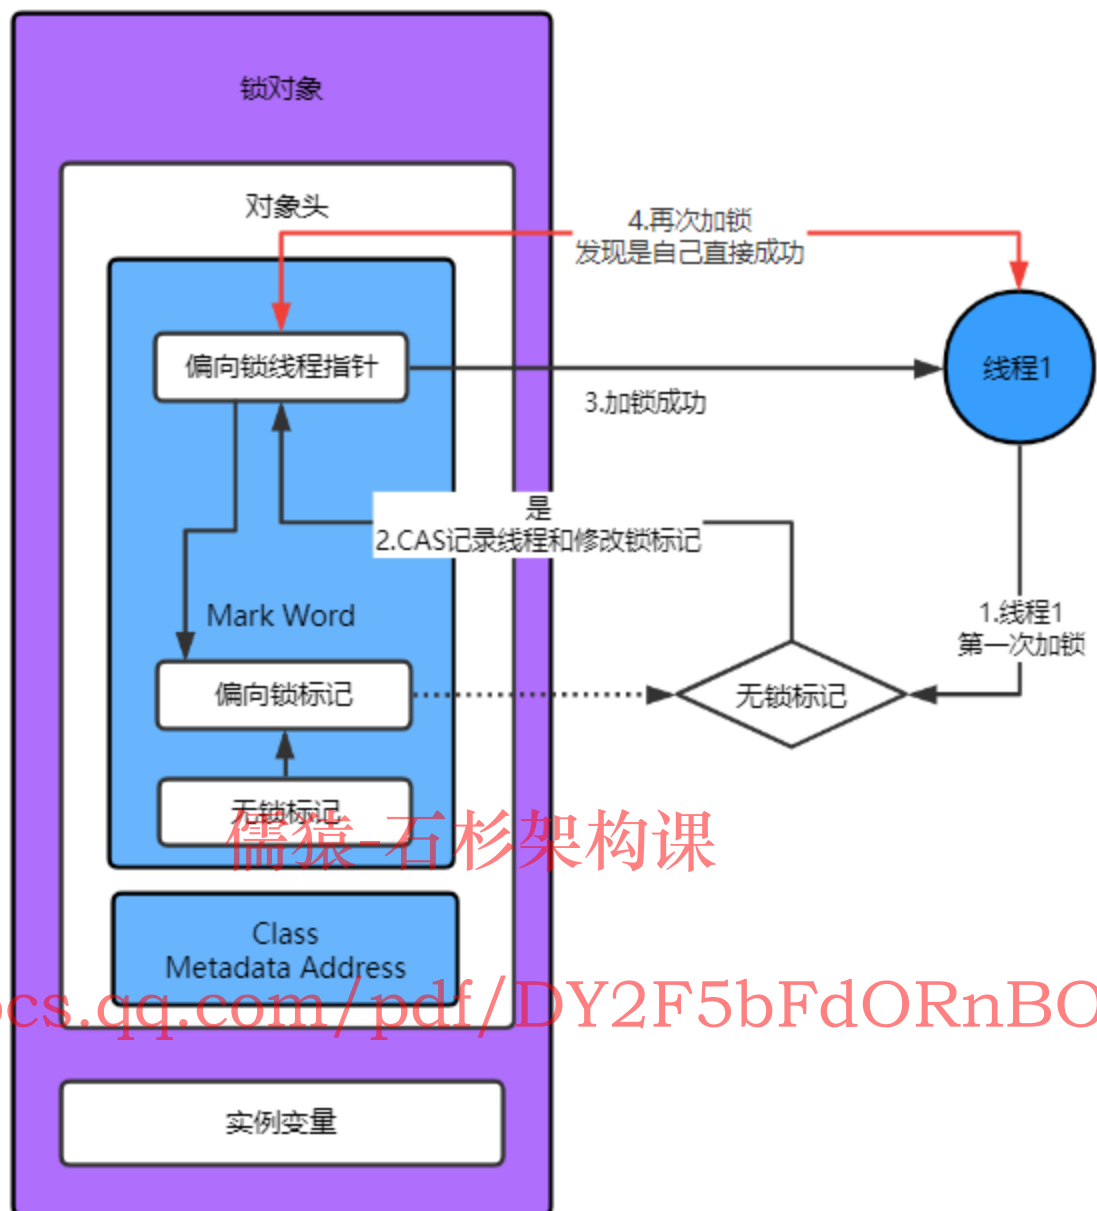 锁对象
对象头
4.再次加锁
发现是自己直接成功
偏向锁线程指针
线程1
3.加锁成功
是
2.CAS记录线程和修改锁标记
Mark Word
1.线程1
第一次加锁
偏向锁标记
无锁标记
无锁标记
儒猿-石杉架构课
Class
Metadata Address
ocs.qq.com/pdf/DY2F5bFdORnBO
实例变量